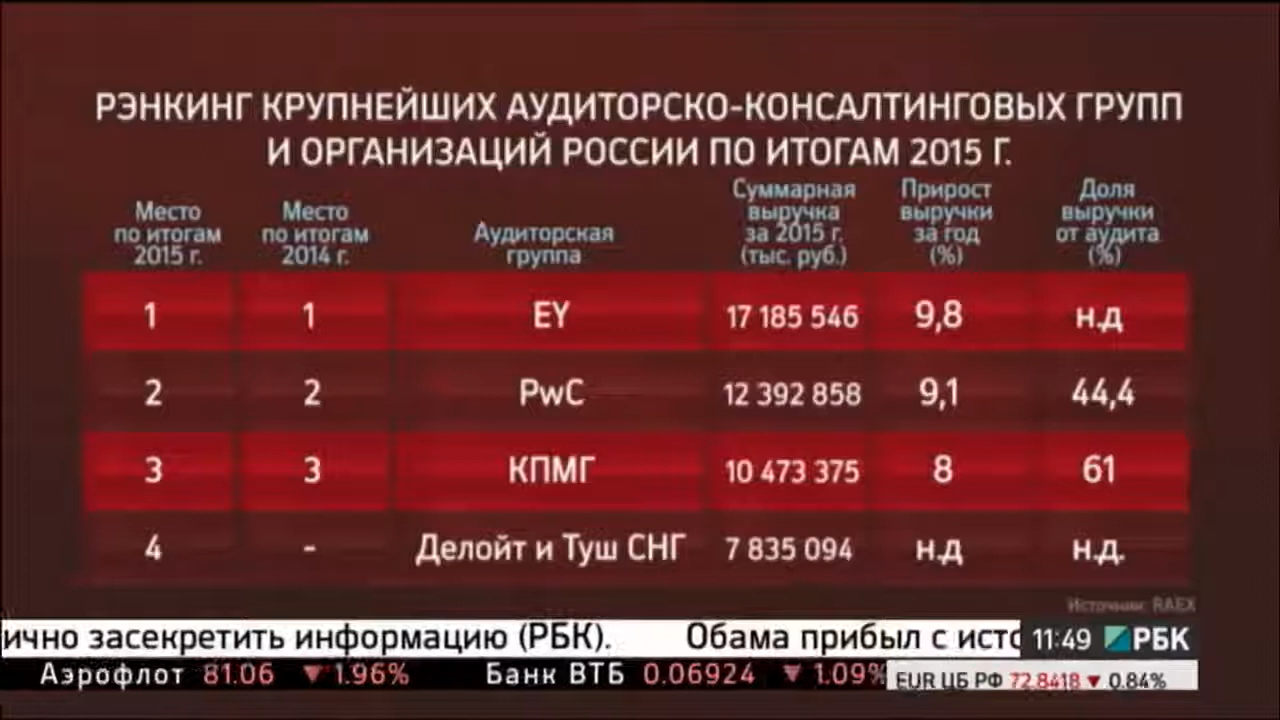 РЭНКИНГ КРУПНЕЙШИХ АУДИТОРСКО-КОНСАЛТИНГОВЫХ ГРУПП
И ОРГАНИЗАЦИЙ РОССИИ ПО ИТОГАМ 2015 Г.
Место по итогам 2015 г.
Место по итогам 2014 г.
Аудиторская группа
Суммарная выручка за 2015 г. (тыс. руб.)
Прирост выручки за год (%)
Доля выручки от аудита (%)
1 1 EY 17 185 546 9,8 н.д
2 2 PwC 12 392 858 9,1 44,4
3 3 КПМГ 10 473 375 8 61
4 - Делойт и Туш СНГ 7 835 094 н.д н.д.
Источник: RAEX
ично засекретить информацию (РБК). Обама прибыл с исто 11:49 РБК
Аэрофлот 81.06 ▼ 1.96% Банк ВТБ 0.06924 ▼ 1.09% EUR ЦБ РФ 72.8418 ▼ 0.84%